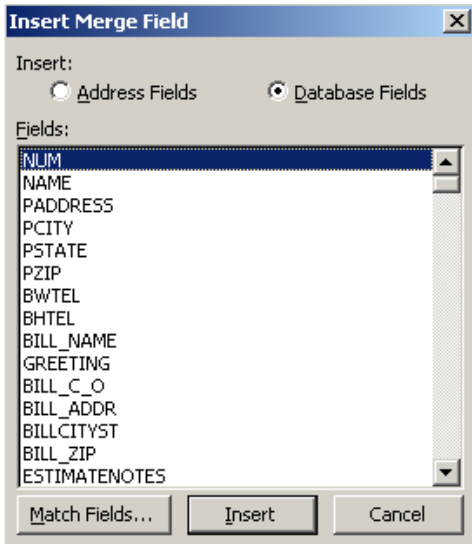 Insert Merge Field
Insert:
Address Fields Database Fields
Fields:
NUM
NAME
PADDRESS
PCITY
PSTATE
PZIP
BWTEL
BHTEL
BILL_NAME
GREETING
BILL_C_O
BILL_ADDR
BILLCITYST
BILL_ZIP
ESTIMATENOTES
Match Fields... Insert Cancel